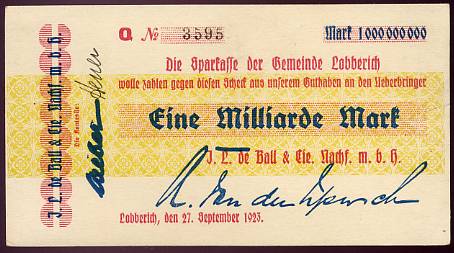 Q № 3595 Mark 1 000 000 000
Die Sparkasse der Gemeinde Lobberich
wolle zahlen gegen diesen Scheck aus unserem Guthaben an den Ueberbringer
Eine Milliarde Mark
J. L. de Ball & Cie. Nachf. m. b. H.
Lobberich, den 27. September 1923.
J. L. de Ball & Cie. Nachf. m. b. H.